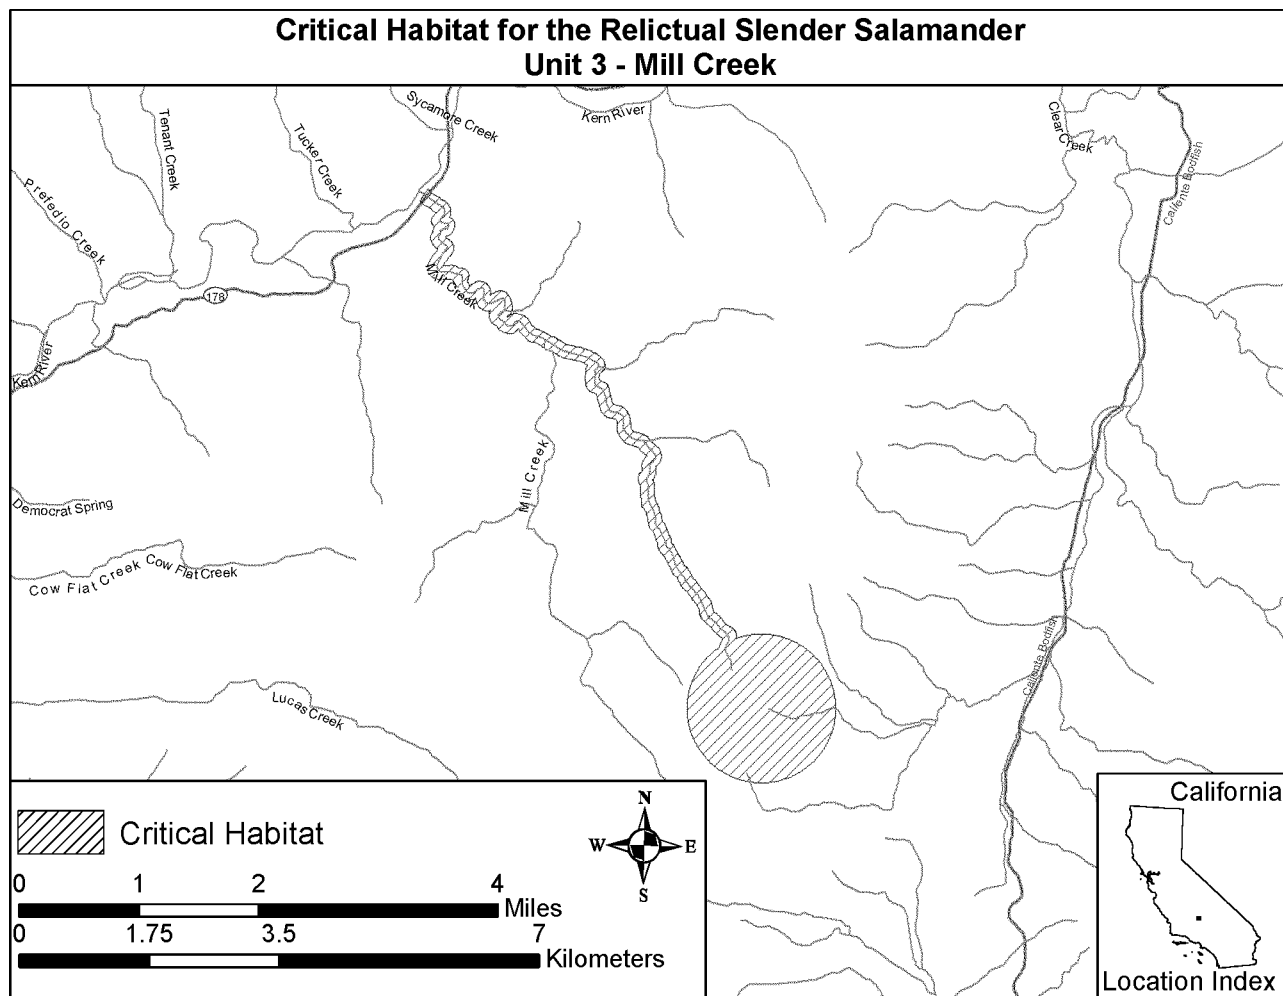 Critical Habitat for the Relictual Slender Salamander
Unit 3 - Mill Creek
Sycamore Creek
Kern River
Clear Creek
Tenant Creek
Tucker Creek
Caliente Bodfish
Prefedio Creek
Mill Creek
178
Kern River
Mill Creek
Democrat Spring
Cow Flat Creek
Cow Flat Creek
Caliente Bodfish
Lucas Creek
Critical Habitat
N
W
E
S
0 1 2 4
Miles
0 1.75 3.5 7
Kilometers
California
Location Index